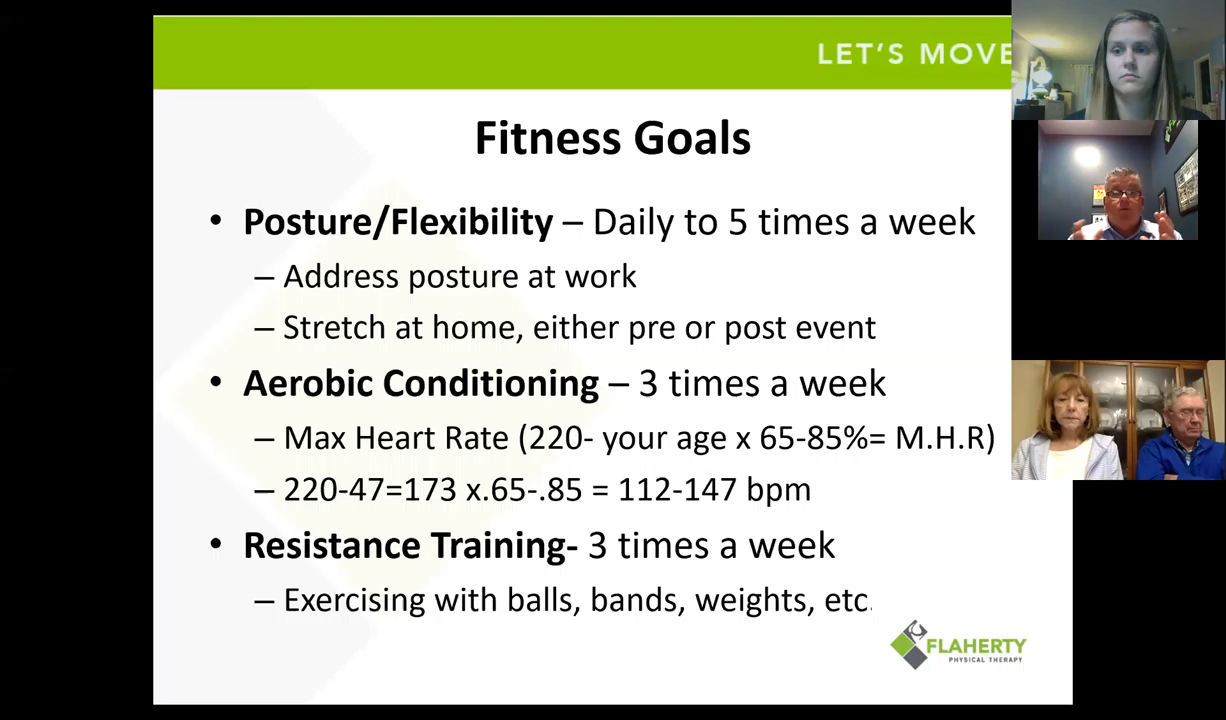 LET'S MOVE
Fitness Goals
• Posture/Flexibility – Daily to 5 times a week
– Address posture at work
– Stretch at home, either pre or post event
• Aerobic Conditioning – 3 times a week
– Max Heart Rate (220- your age x 65-85%= M.H.R)
– 220-47=173 x.65-.85 = 112-147 bpm
• Resistance Training- 3 times a week
– Exercising with balls, bands, weights, etc.
FLAHERTY
PHYSICAL THERAPY